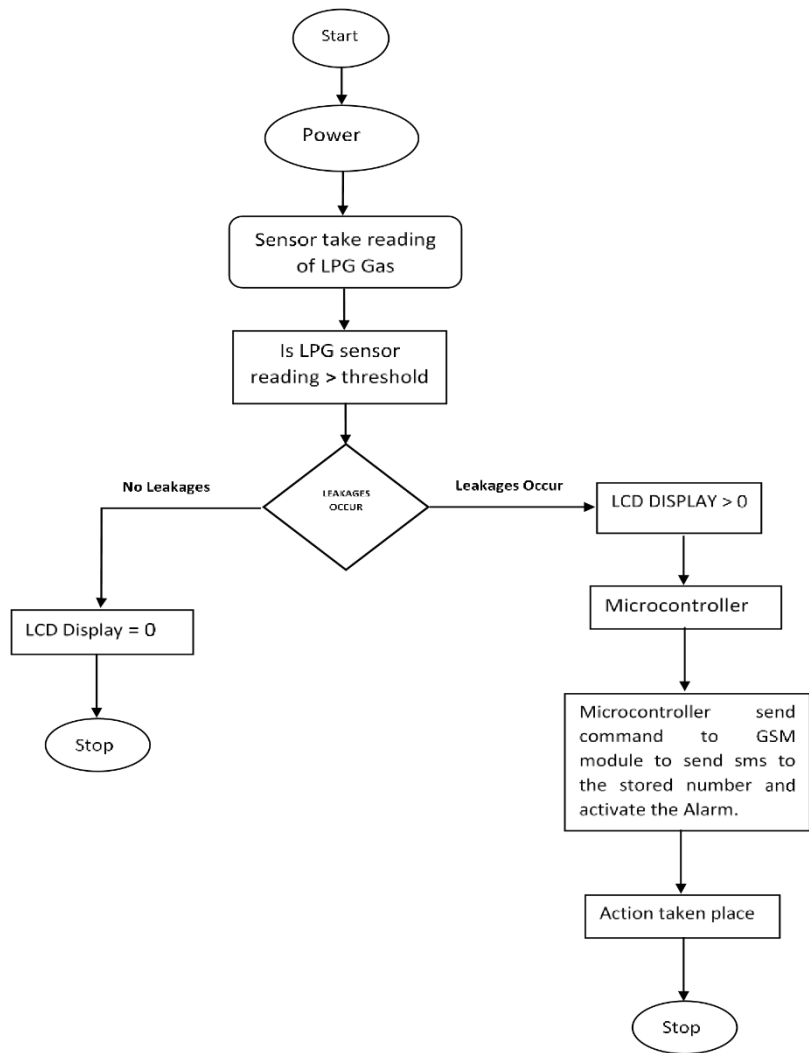 Start
Power
Sensor take reading
of LPG Gas
Is LPG sensor
reading > threshold
No Leakages
LEAKAGES
OCCUR
Leakages Occur
LCD DISPLAY > 0
LCD Display = 0
Microcontroller
Stop
Microcontroller send
command to GSM
module to send sms to
the stored number and
activate the Alarm.
Action taken place
Stop